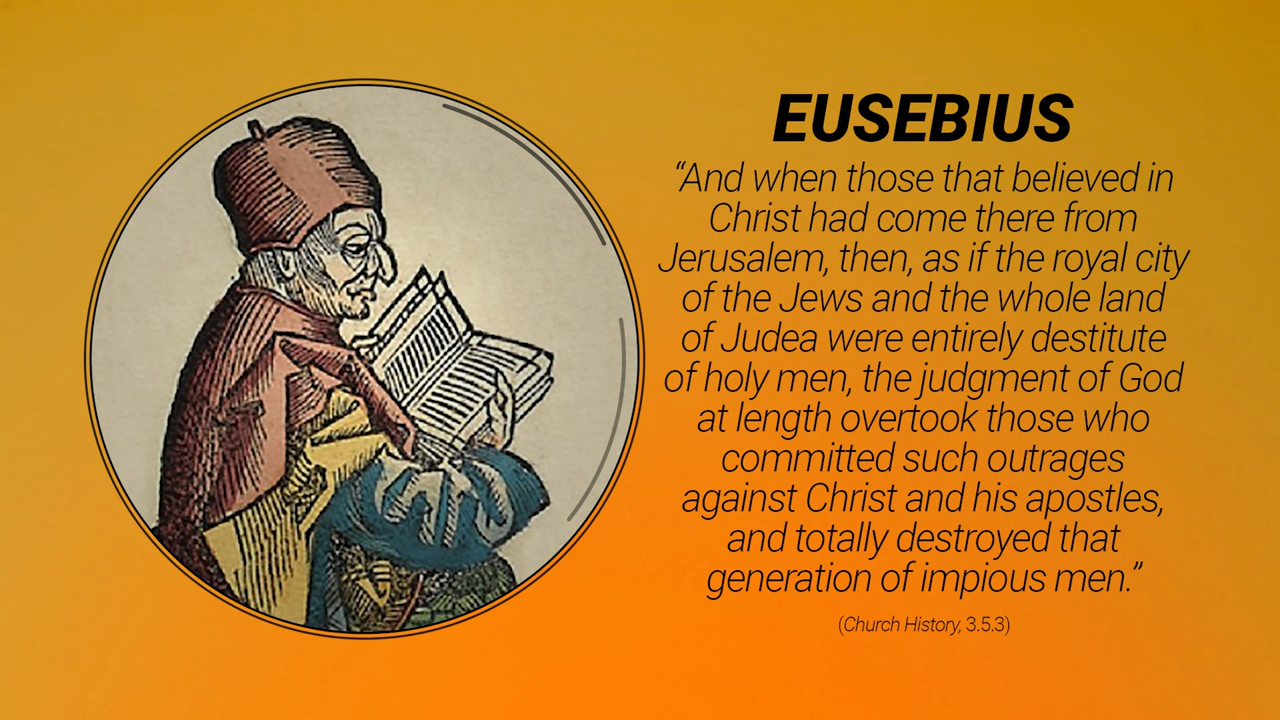 EUSEBIUS
“And when those that believed in
Christ had come there from
Jerusalem, then, as if the royal city
of the Jews and the whole land
of Judea were entirely destitute
of holy men, the judgment of God
at length overtook those who
committed such outrages
against Christ and his apostles,
and totally destroyed that
generation of impious men.”
(Church History, 3.5.3)